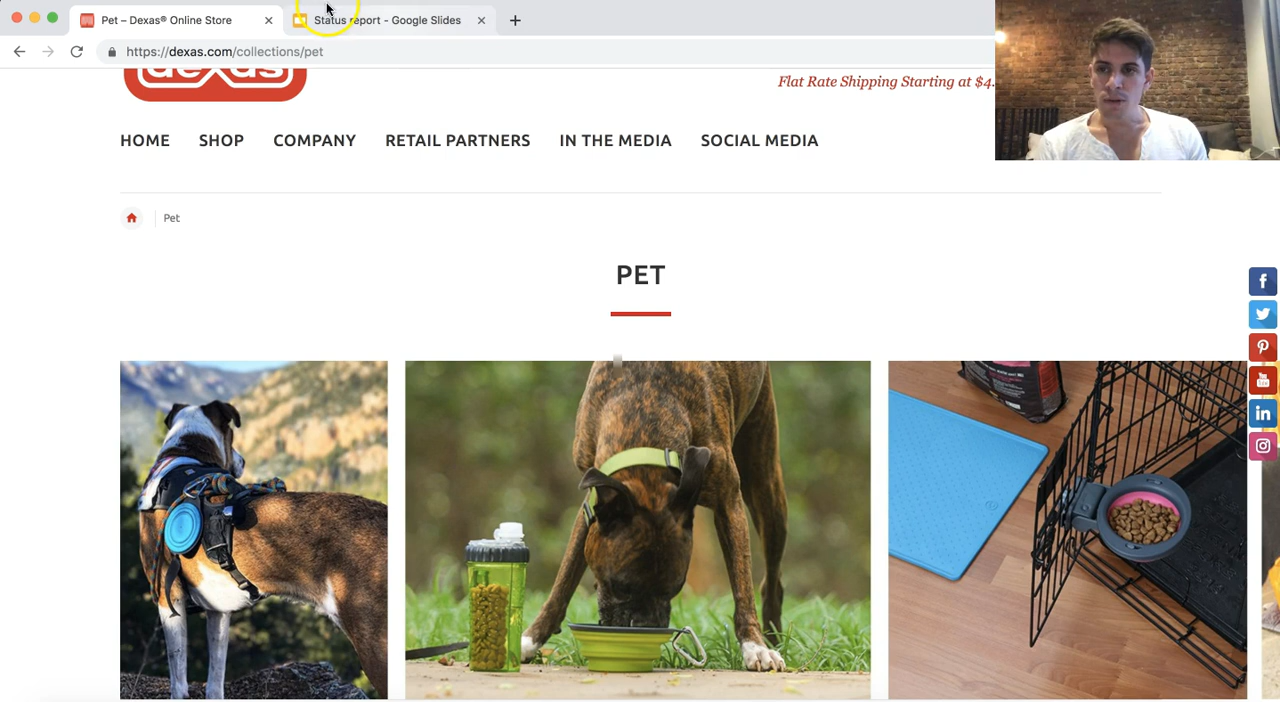 Pet – Dexas® Online Store
Status report - Google Slides
https://dexas.com/collections/pet
dexas
Flat Rate Shipping Starting at $4.
HOME SHOP COMPANY RETAIL PARTNERS IN THE MEDIA SOCIAL MEDIA
Pet
PET